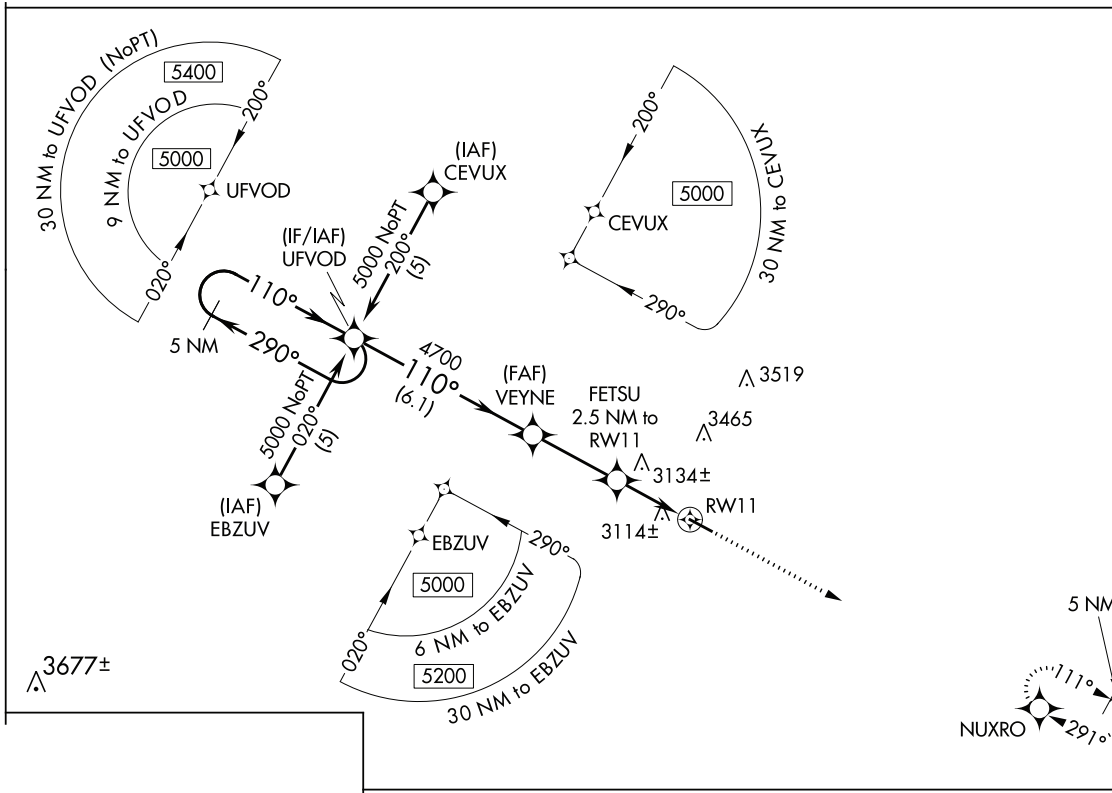 30 NM to UFVOD (NoPT)
5400
9 NM to UFVOD
200°
5000
UFVOD
020°
(IAF)
CEVUX
5000 NoPT
200°
(5)
200°
CEVUX
5000
30 NM to CEVUX
290°
(IF/IAF)
UFVOD
110°
290°
5 NM
4700
110°
(6.1)
5000 NoPT
020°
(5)
(IAF)
EBZUV
(FAF)
VEYNE
FETSU
2.5 NM to
RW11
3519
3465
3134±
3114±
RW11
EBZUV
290°
5000
020°
6 NM to EBZUV
5200
30 NM to EBZUV
3677±
5 NM
111°
NUXRO
291°